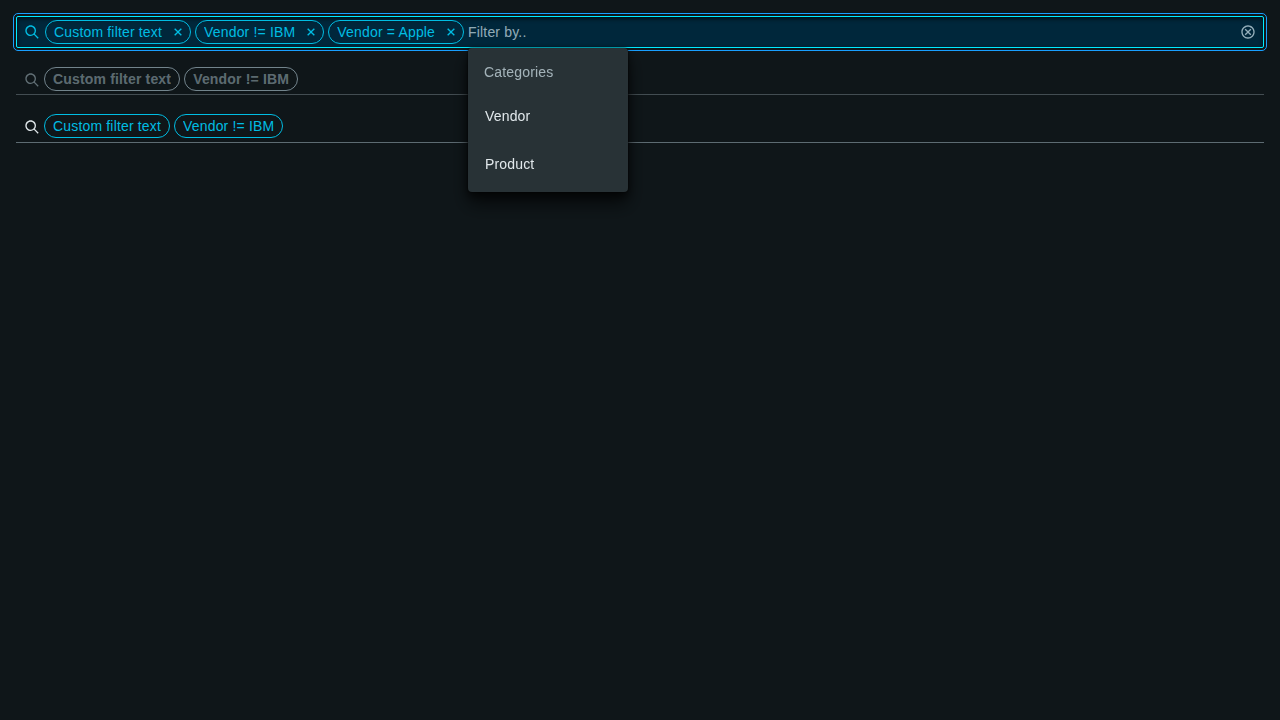 Custom filter text Vendor != IBM Vendor = Apple Filter by..
Categories
Custom filter text Vendor != IBM
Vendor
Custom filter text Vendor != IBM
Product